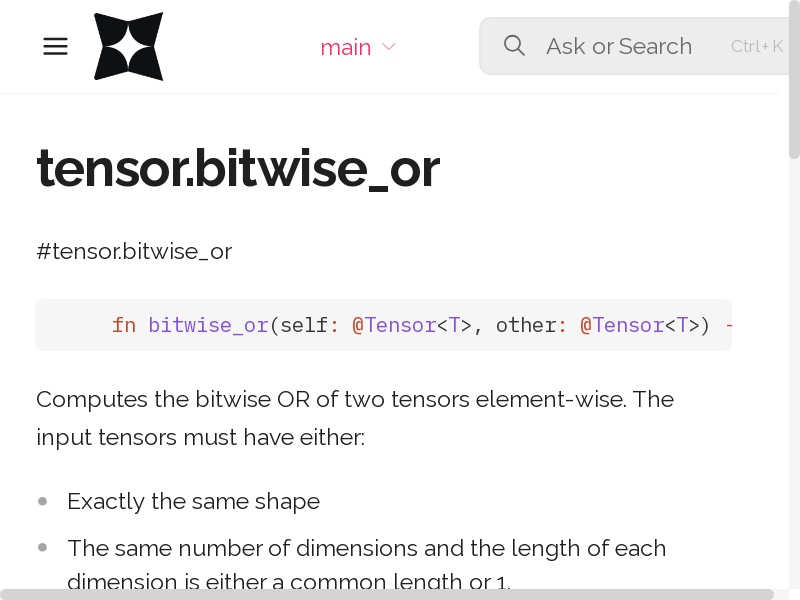 main
Ask or Search
Ctrl+K
tensor.bitwise_or
#tensor.bitwise_or
fn bitwise_or(self: @Tensor<T>, other: @Tensor<T>) -
Computes the bitwise OR of two tensors element-wise. The
input tensors must have either:
Exactly the same shape
The same number of dimensions and the length of each
dimension is either a common length or 1.